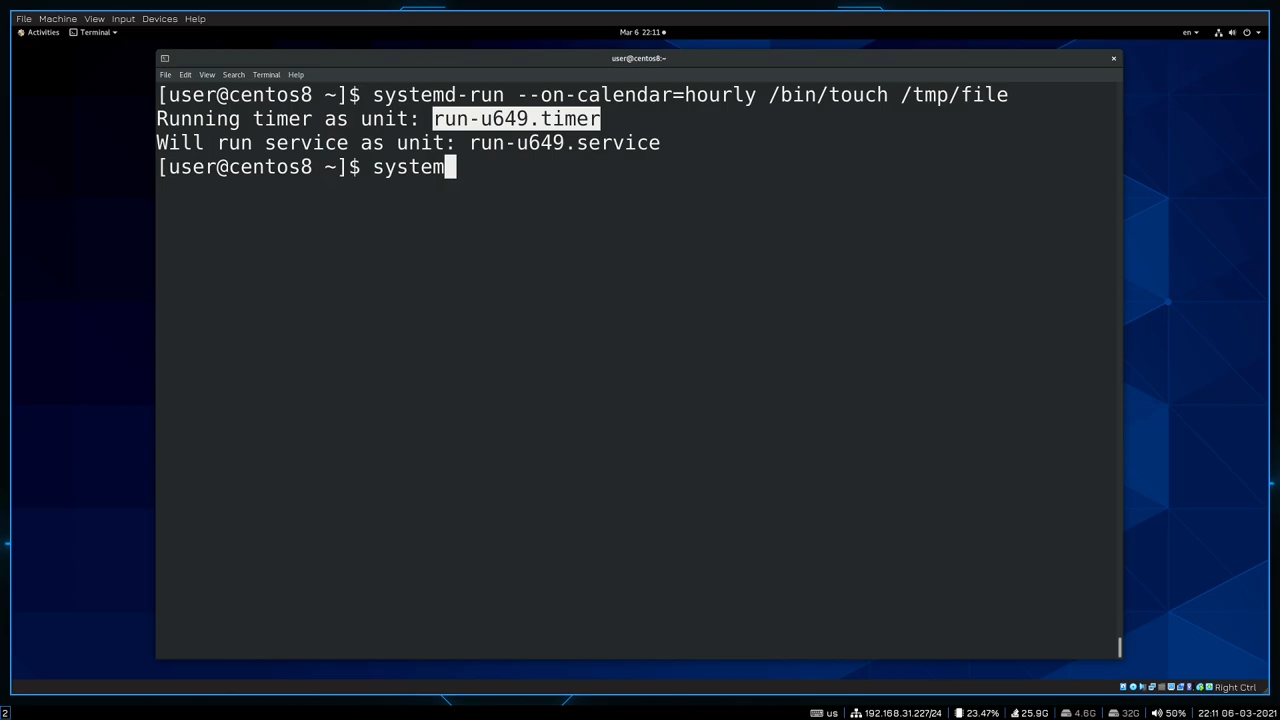 File Machine View Input Devices Help
Activities Terminal Mar 6 22:11 en
user@centos8:~
File Edit View Search Terminal Help
[user@centos8 ~]$ systemd-run --on-calendar=hourly /bin/touch /tmp/file
Running timer as unit: run-u649.timer
Will run service as unit: run-u649.service
[user@centos8 ~]$ system
Right Ctrl
2 us 192.168.31.227/24 23.47% 25.9G 4.6G 32G 50% 22:11 06-03-2021